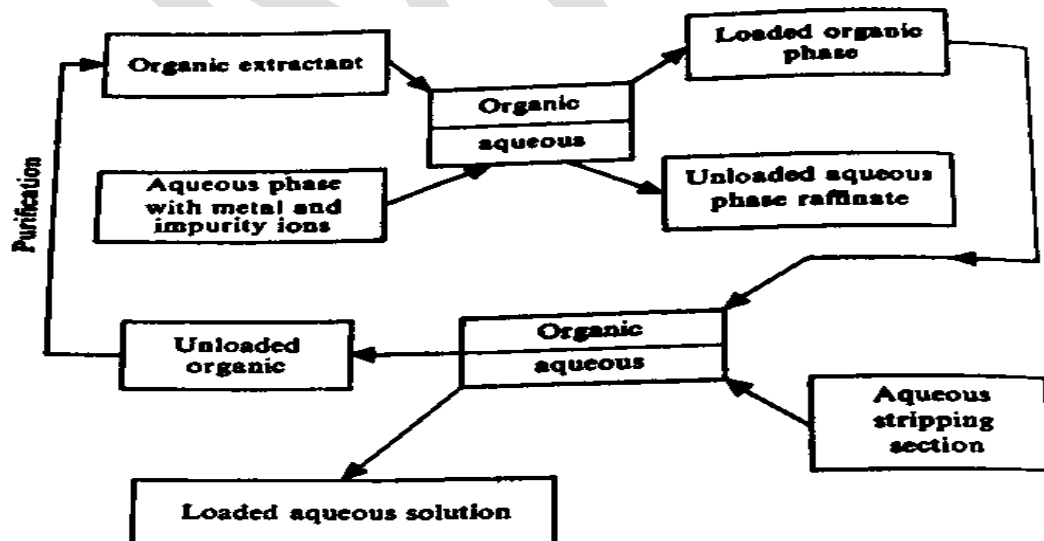 Organic extractant
Loaded organic
phase
Organic
aqueous
Aqueous phase
with metal and
impurity ions
Unloaded aqueous
phase raffinate
Purification
Unloaded
organic
Organic
aqueous
Aqueous
stripping
section
Loaded aqueous solution